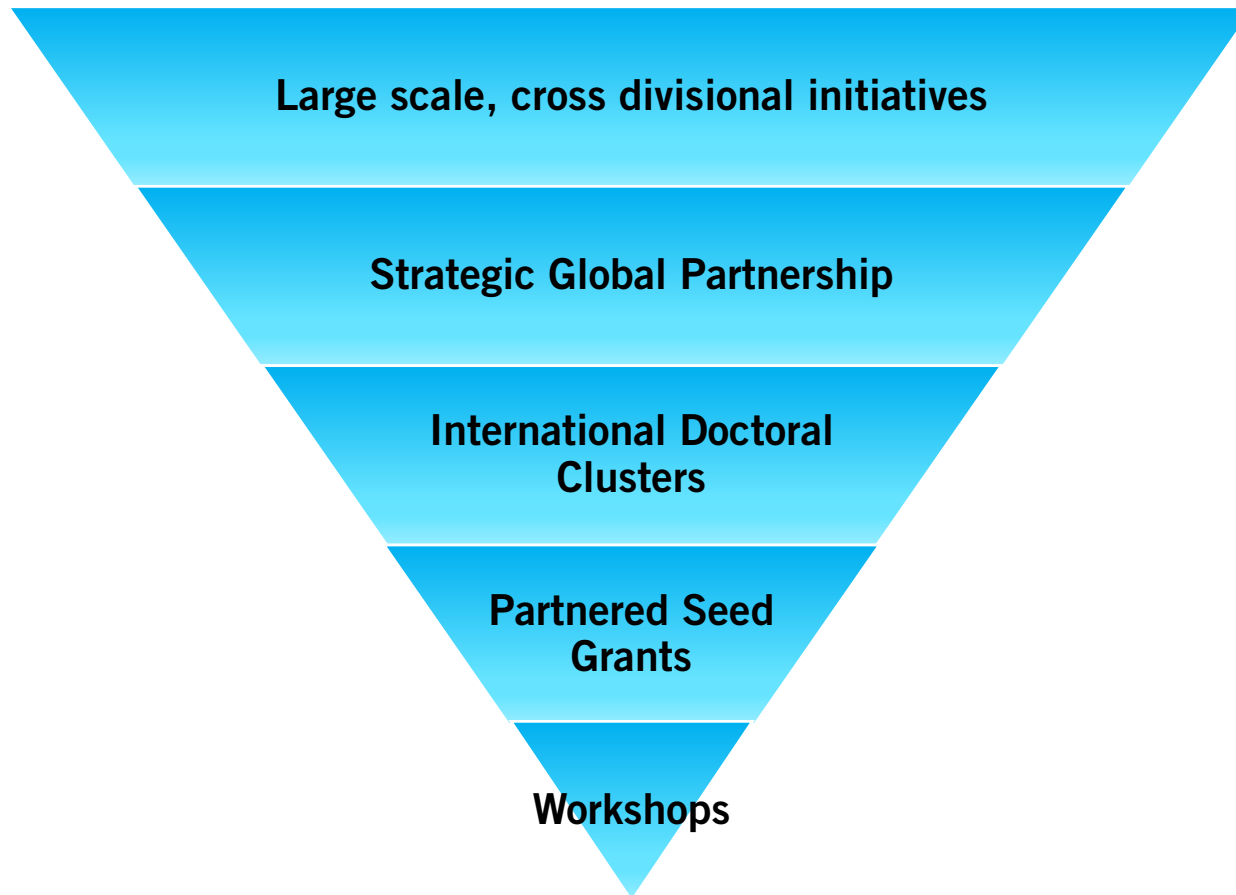 Large scale, cross divisional initiatives
Strategic Global Partnership
International Doctoral
Clusters
Partnered Seed
Grants
Workshops